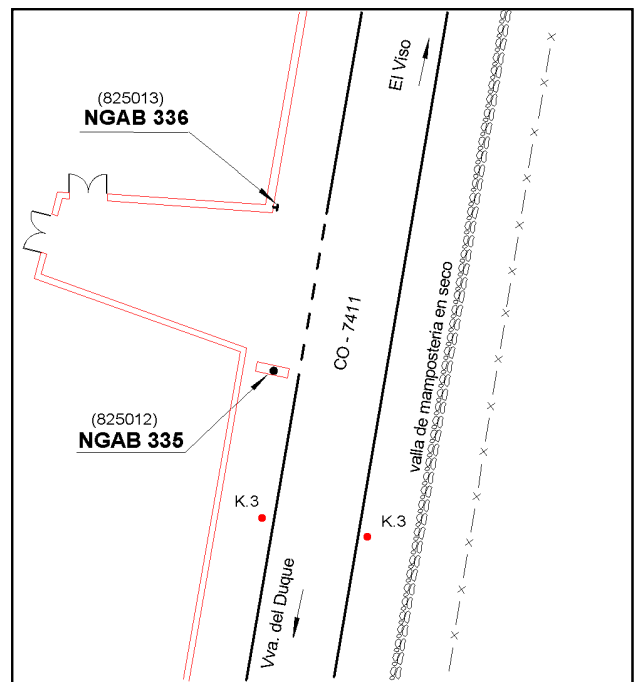 El Viso
(825013)
NGAB 336
CO - 7411
valla de mamposteria en seco
(825012)
NGAB 335
K.3
K.3
Vva. del Duque